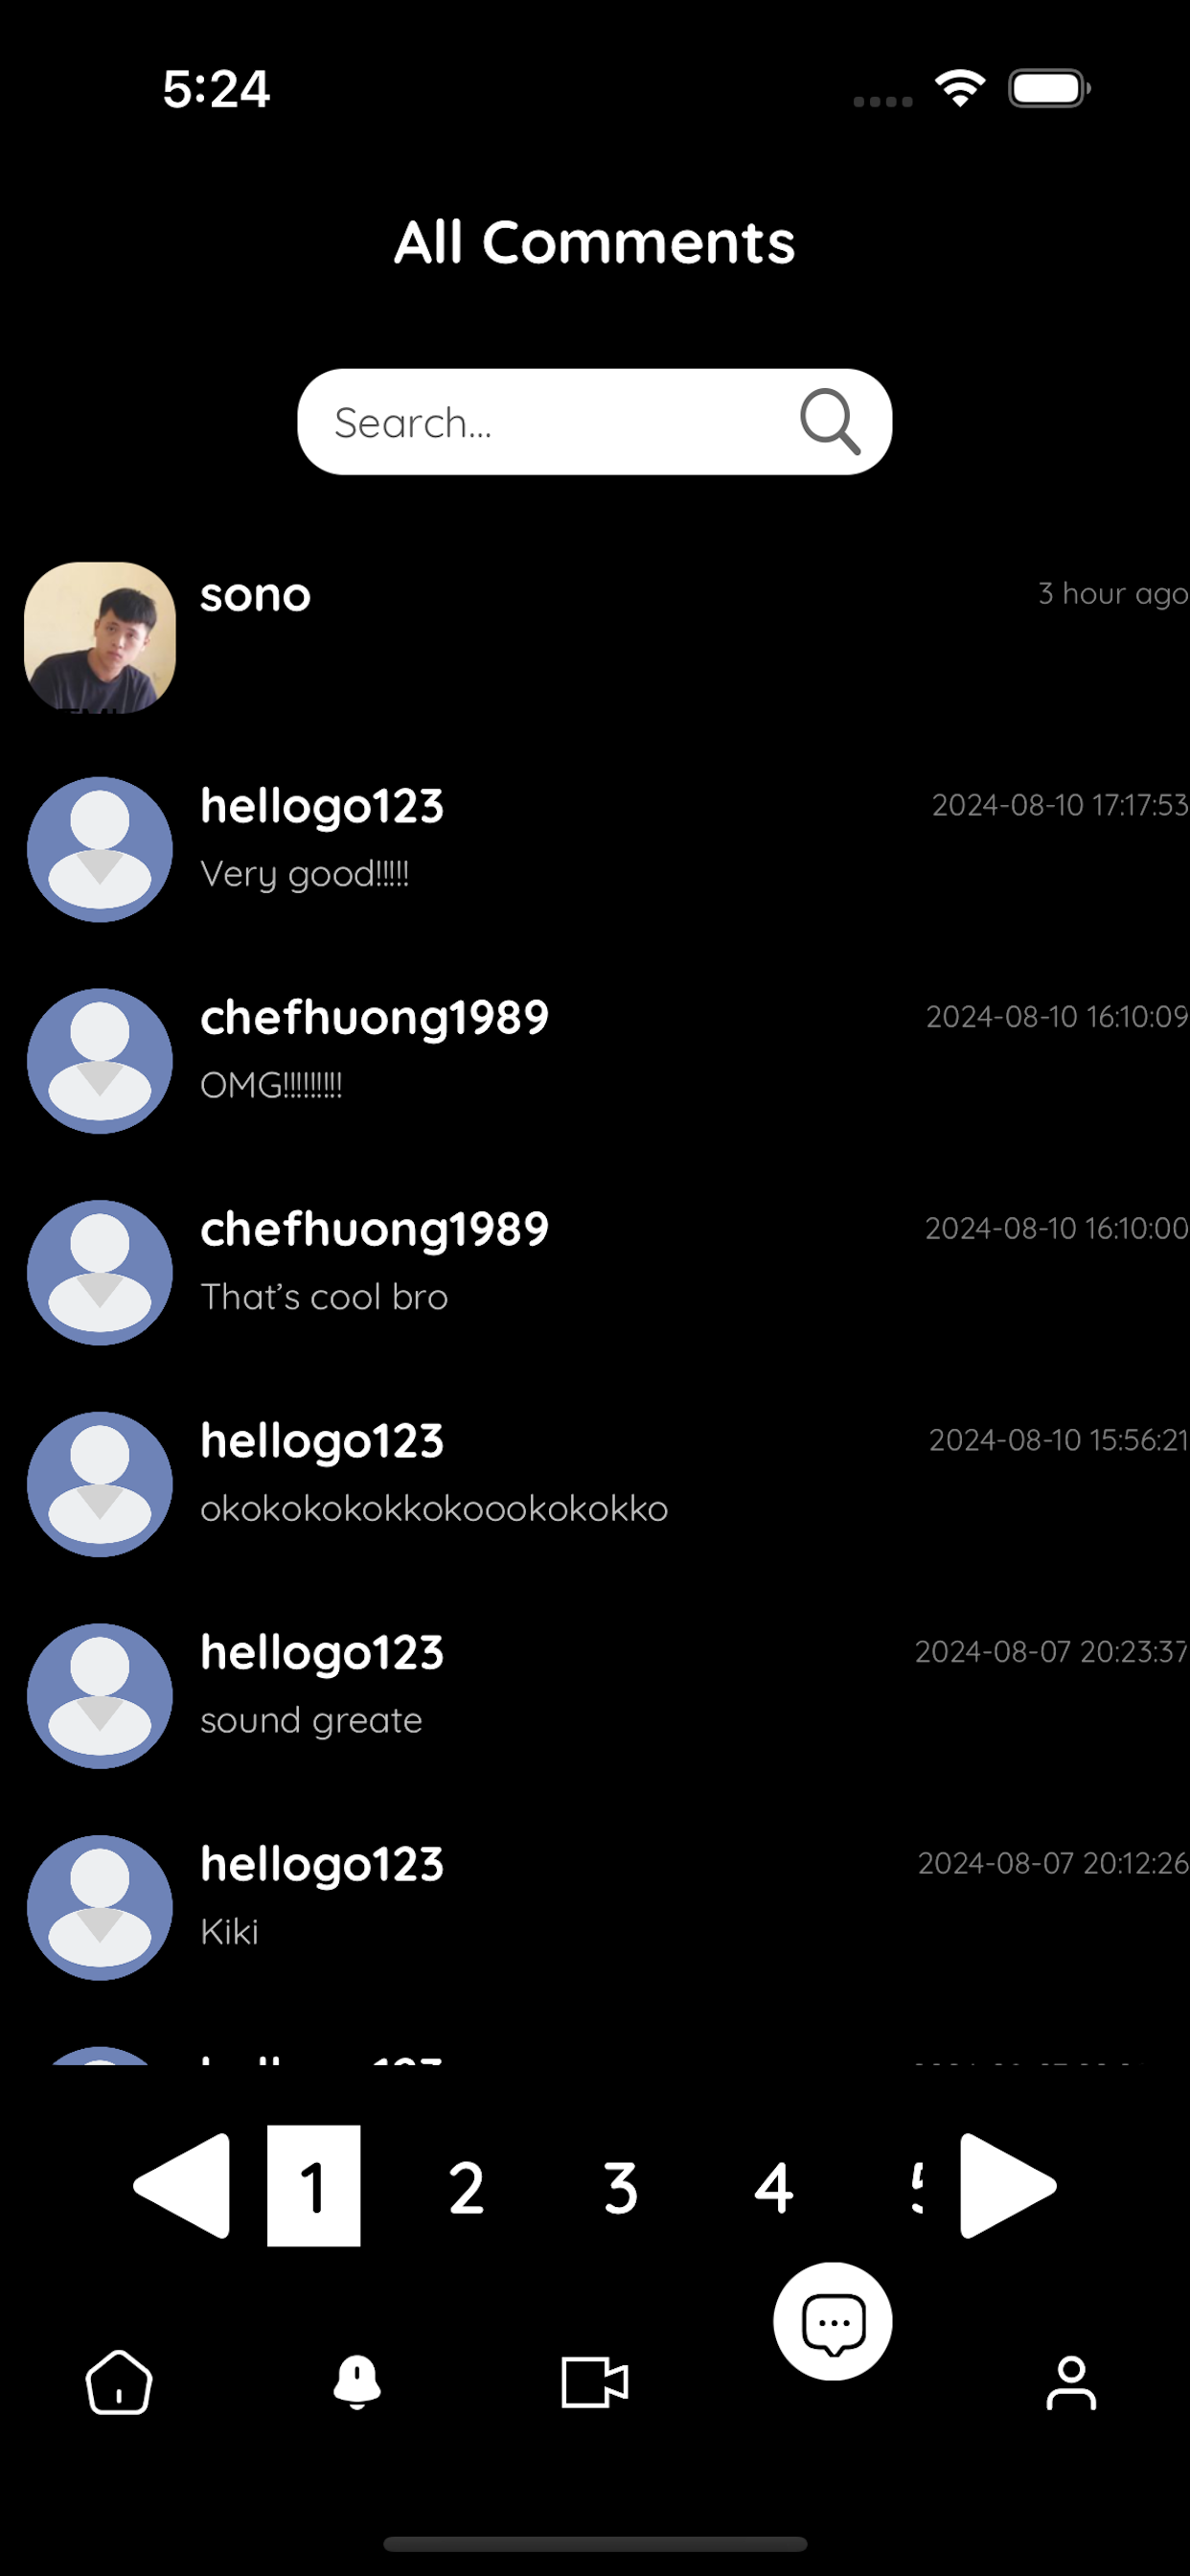 5:24
All Comments
Search...
sono
3 hour ago
hellogo123
2024-08-10 17:17:53
Very good!!!!!
chefhuong1989
2024-08-10 16:10:09
OMG!!!!!!!!!
chefhuong1989
2024-08-10 16:10:00
That’s cool bro
hellogo123
2024-08-10 15:56:21
okokokokokkokoookokokko
hellogo123
2024-08-07 20:23:37
sound greate
hellogo123
2024-08-07 20:12:26
Kiki
1 2 3 4